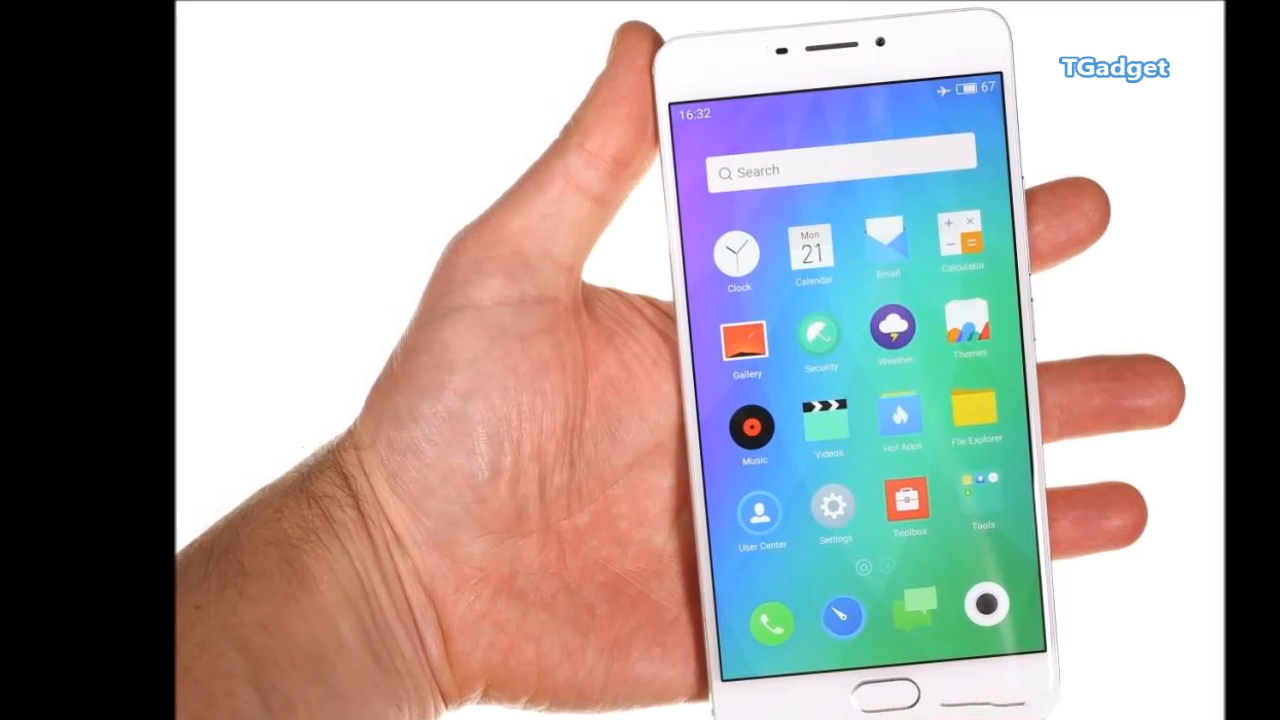 TGadget
16:32
67
Search
Mon
21
Clock
Calendar
Email
Calculator
Gallery
Security
Weather
Themes
Music
Videos
Hot Apps
File Explorer
User Center
Settings
Toolbox
Tools